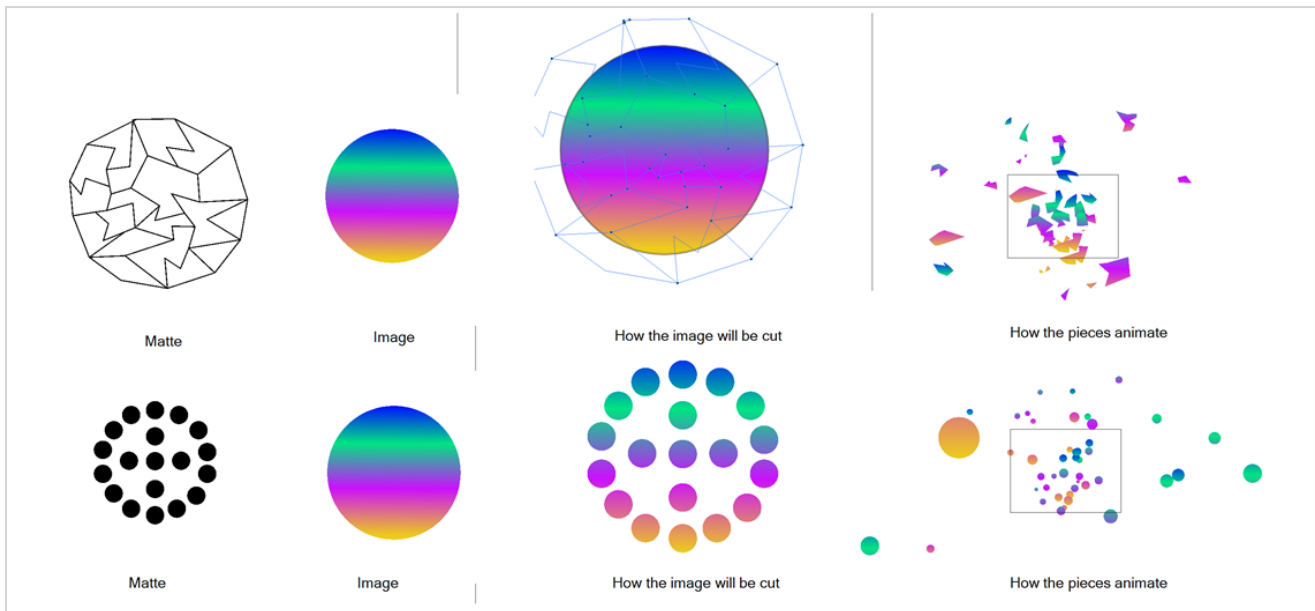 Matte
Image
How the image will be cut
How the pieces animate
Matte
Image
How the image will be cut
How the pieces animate